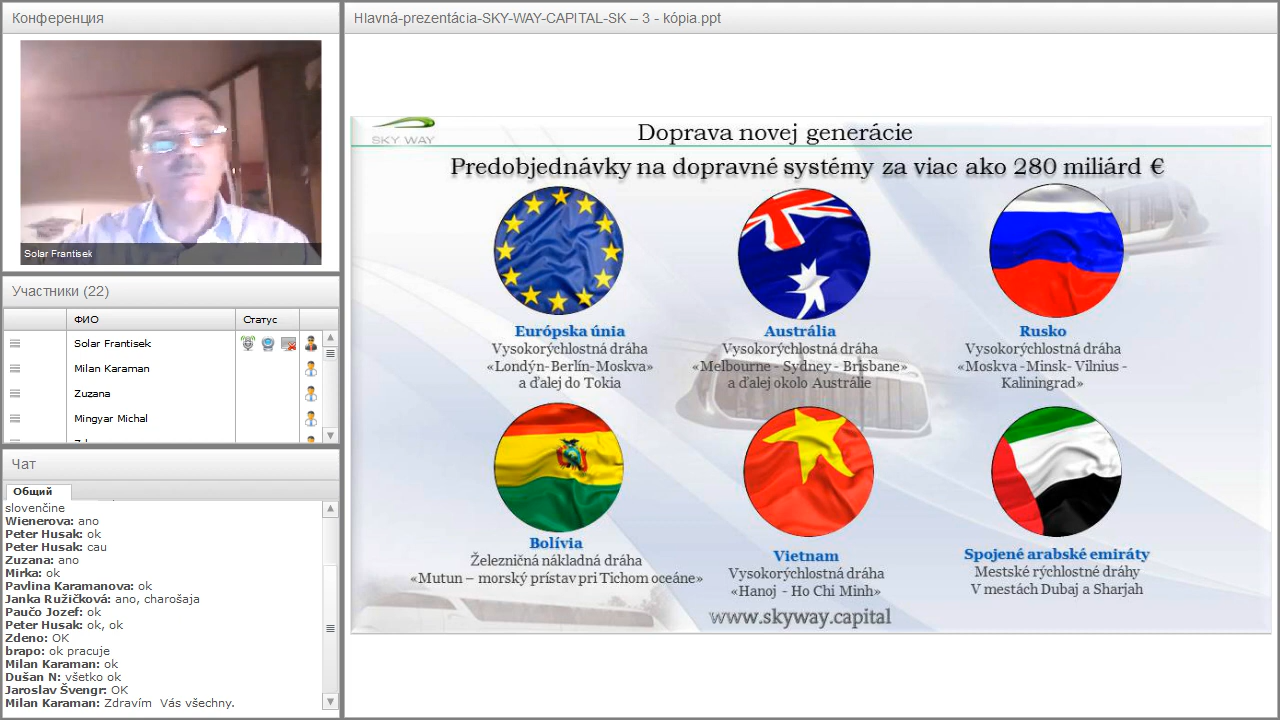 Конференция
Solar Frantisek
Участники (22)
ФИО
Статус
Solar Frantisek
Milan Karaman
Zuzana
Mingyar Michal
Чат
Общий
slovenčine
Wienerova: ano
Peter Husak: ok
Peter Husak: cau
Zuzana: ano
Mirka: ok
Pavlina Karamanova: ok
Janka Ružičková: ano, charošaja
Paučo Jozef: ok
Peter Husak: ok, ok
Zdeno: OK
brapo: ok pracuje
Milan Karaman: ok
Dušan N: všetko ok
Jaroslav Švengr: OK
Milan Karaman: Zdravím  Vás všechny.
Hlavná-prezentácia-SKY-WAY-CAPITAL-SK – 3 - kópia.ppt
SKY WAY
Doprava novej generácie
Predobjednávky na dopravné systémy za viac ako 280 miliárd €
Európska únia
Vysokorýchlostná dráha
«Londýn-Berlín-Moskva»
a ďalej do Tokia
Austrália
Vysokorýchlostná dráha
«Melbourne - Sydney - Brisbane»
a ďalej okolo Austrálie
Rusko
Vysokorýchlostná dráha
«Moskva -Minsk- Vilnius -
Kaliningrad»
Bolívia
Železničná nákladná dráha
«Mutun – morský prístav pri Tichom oceáne»
Vietnam
Vysokorýchlostná dráha
«Hanoj - Ho Chi Minh»
Spojené arabské emiráty
Mestské rýchlostné dráhy
V mestách Dubaj a Sharjah
www.skyway.capital